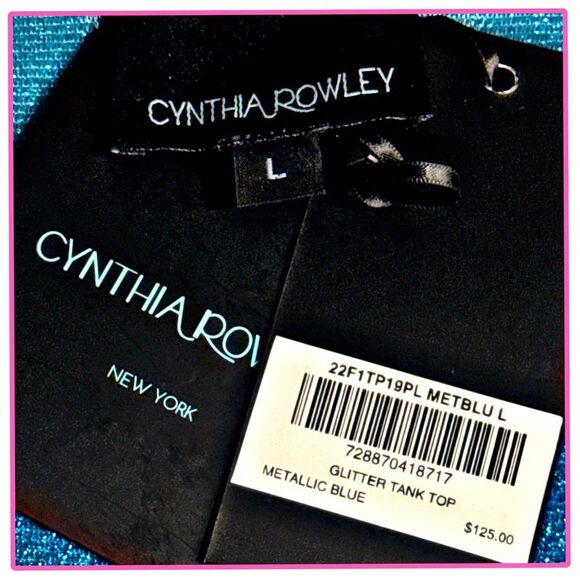 CYNTHIA ROWLEY
L
CYNTHIA ROW
NEW YORK
22F1TP19PL METBLU L
728870418717
GLITTER TANK TOP
METALLIC BLUE
$125.00